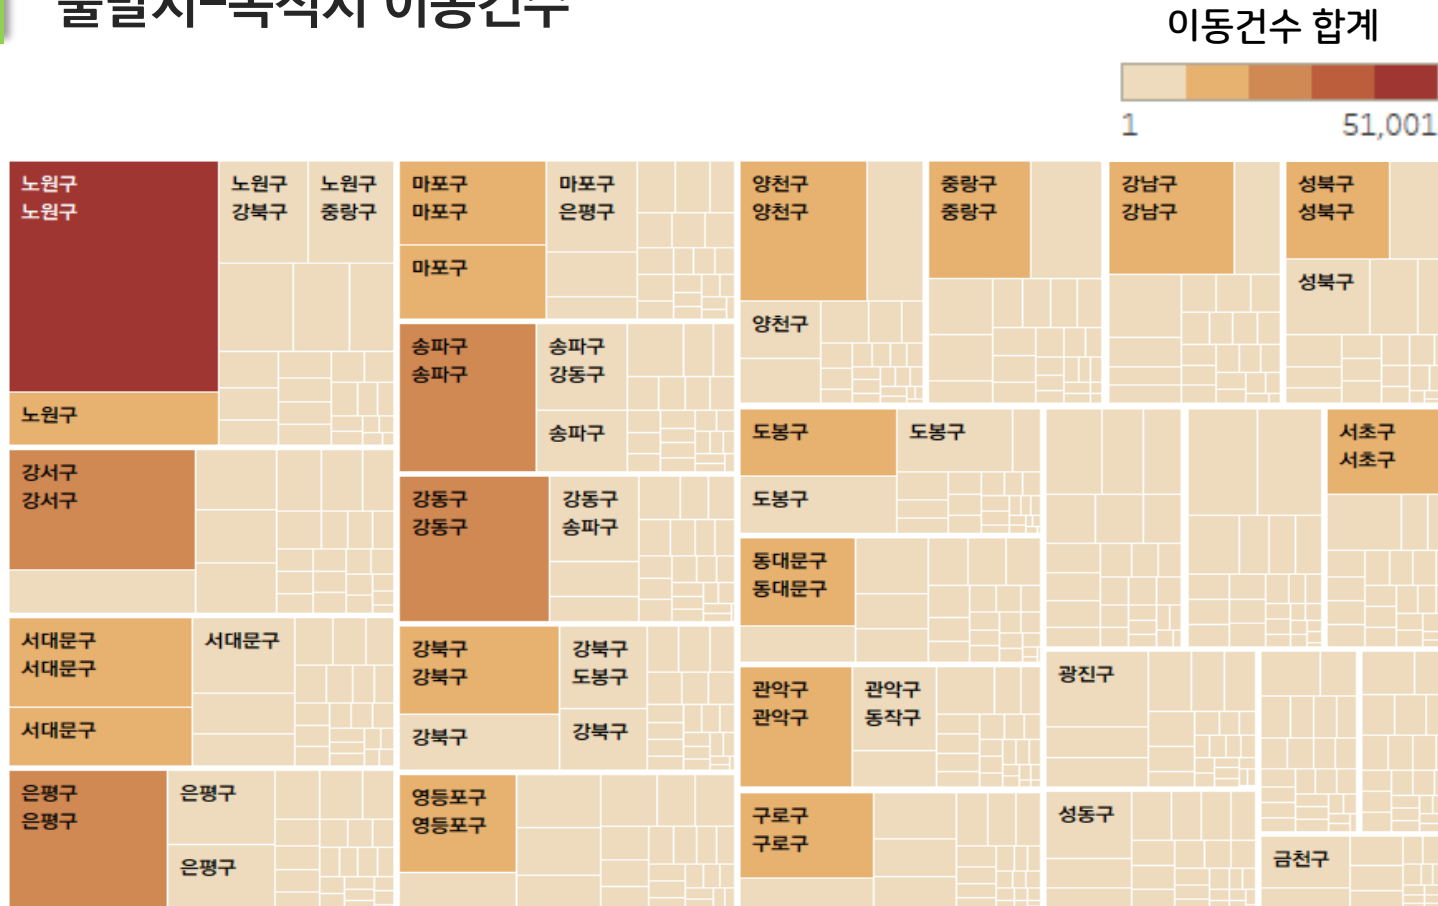 출발지-목적지 이동건수
이동건수 합계
1
51,001
노원구
노원구
노원구
강북구
노원구
중랑구
노원구
강서구
강서구
서대문구
서대문구
서대문구
서대문구
은평구
은평구
은평구
은평구
마포구
마포구
마포구
은평구
마포구
송파구
송파구
송파구
강동구
송파구
강동구
강동구
강동구
송파구
강북구
강북구
강북구
도봉구
강북구
강북구
영등포구
영등포구
양천구
양천구
양천구
중랑구
중랑구
강남구
강남구
성북구
성북구
성북구
도봉구
도봉구
도봉구
동대문구
동대문구
관악구
관악구
관악구
동작구
구로구
구로구
서초구
서초구
광진구
성동구
금천구